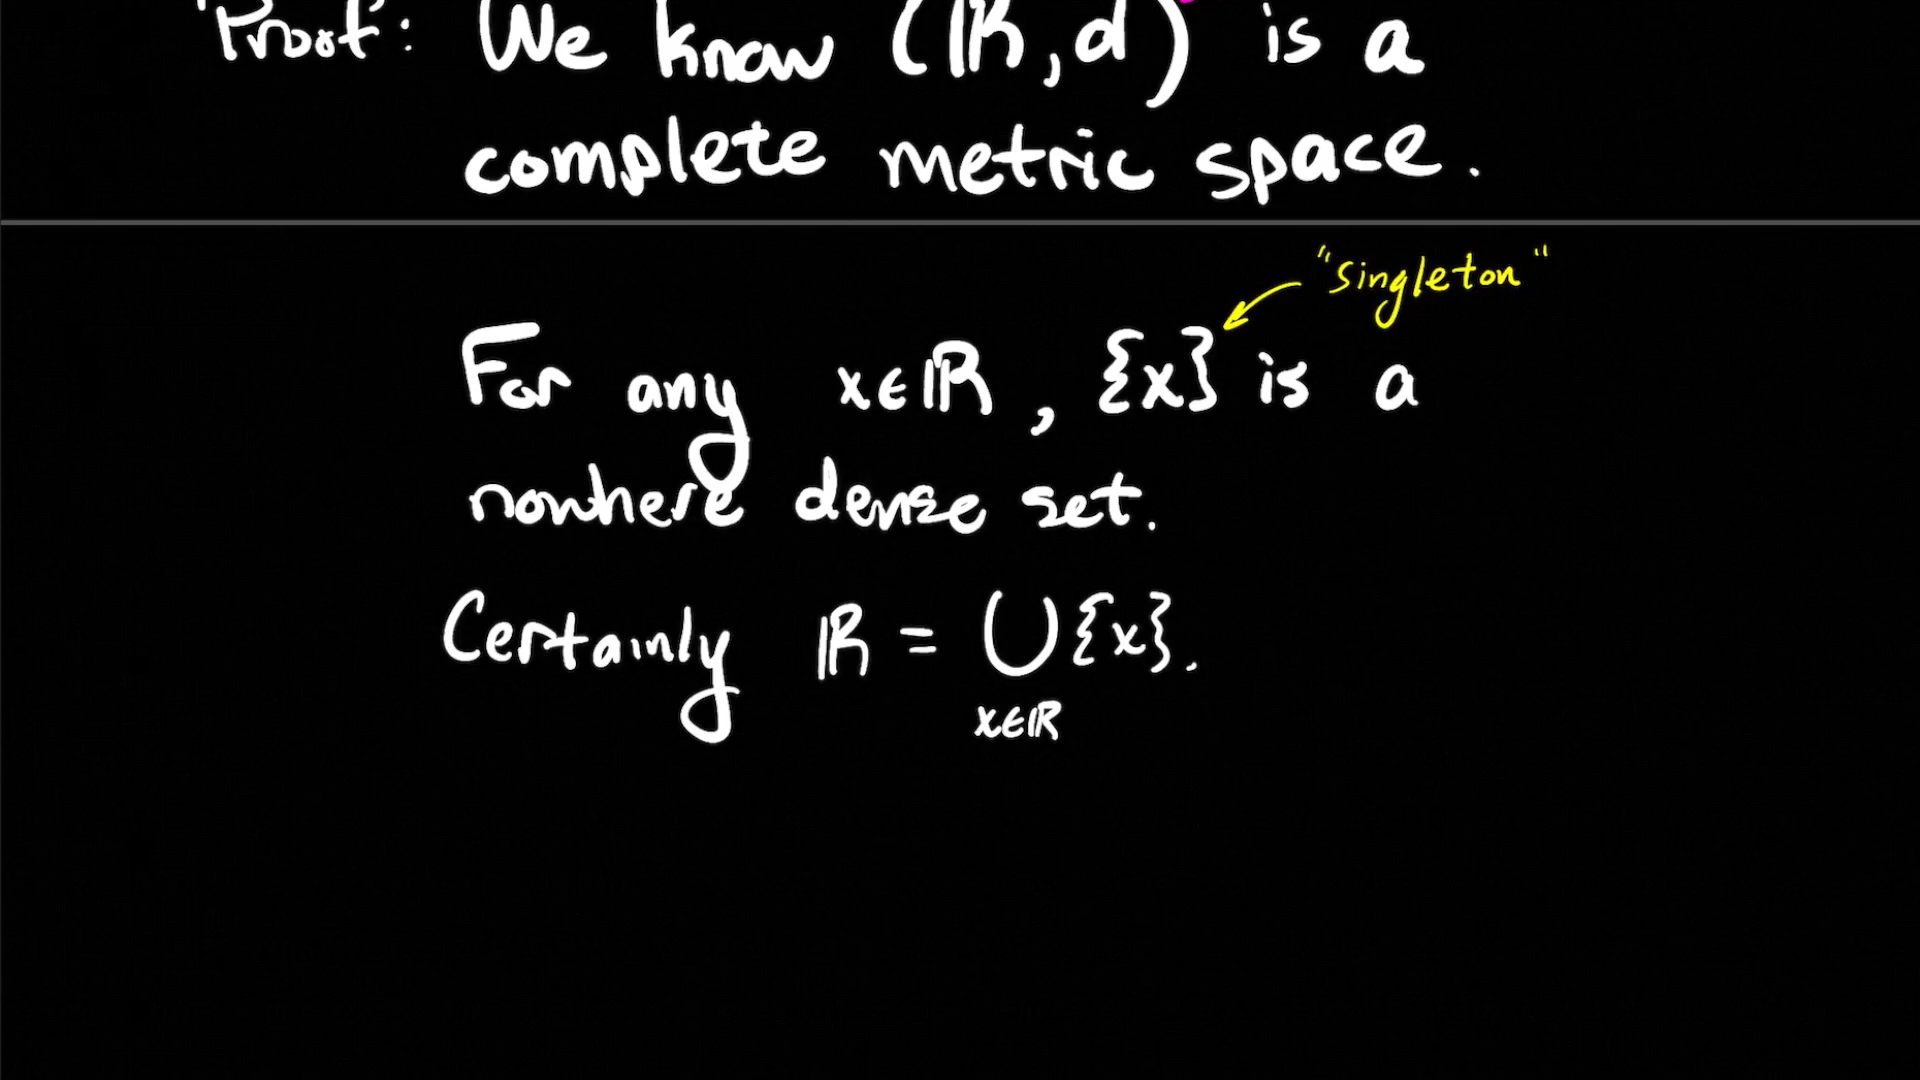 Proof: We know (ℝ, d) is a
complete metric space.
"Singleton"
For any x∈ℝ, {x} is a
nowhere dense set.
Certainly ℝ = ⋃ {x}.
x∈ℝ